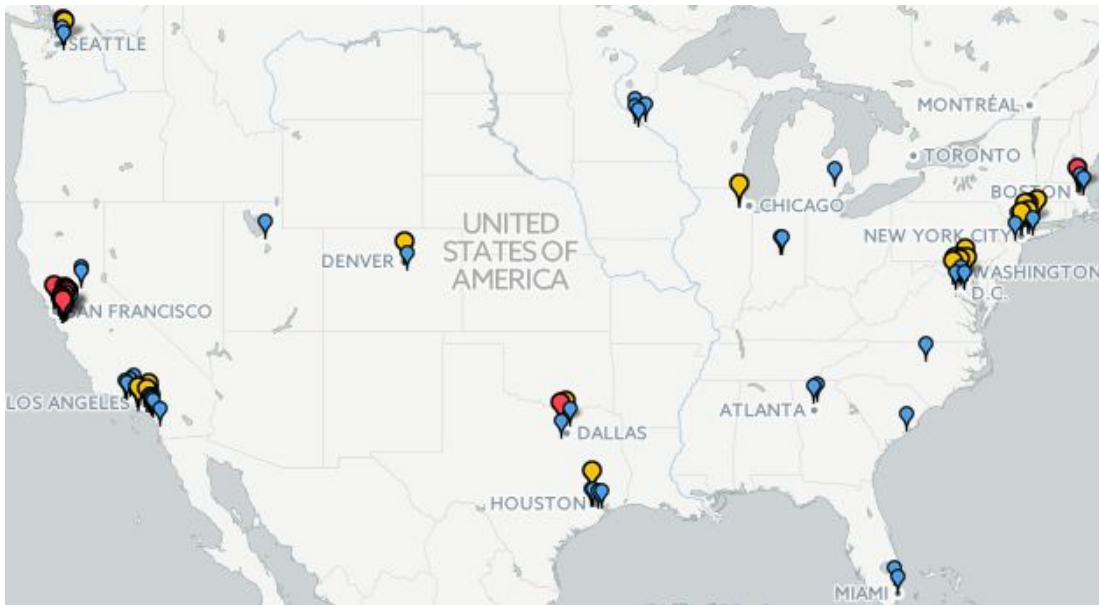 SEATTLE
MONTRÉAL
TORONTO
BOSTON
CHICAGO
UNITED
STATES OF
AMERICA
NEW YORK CITY
DENVER
WASHINGTON
D.C.
SAN FRANCISCO
LOS ANGELES
ATLANTA
DALLAS
HOUSTON
MIAMI